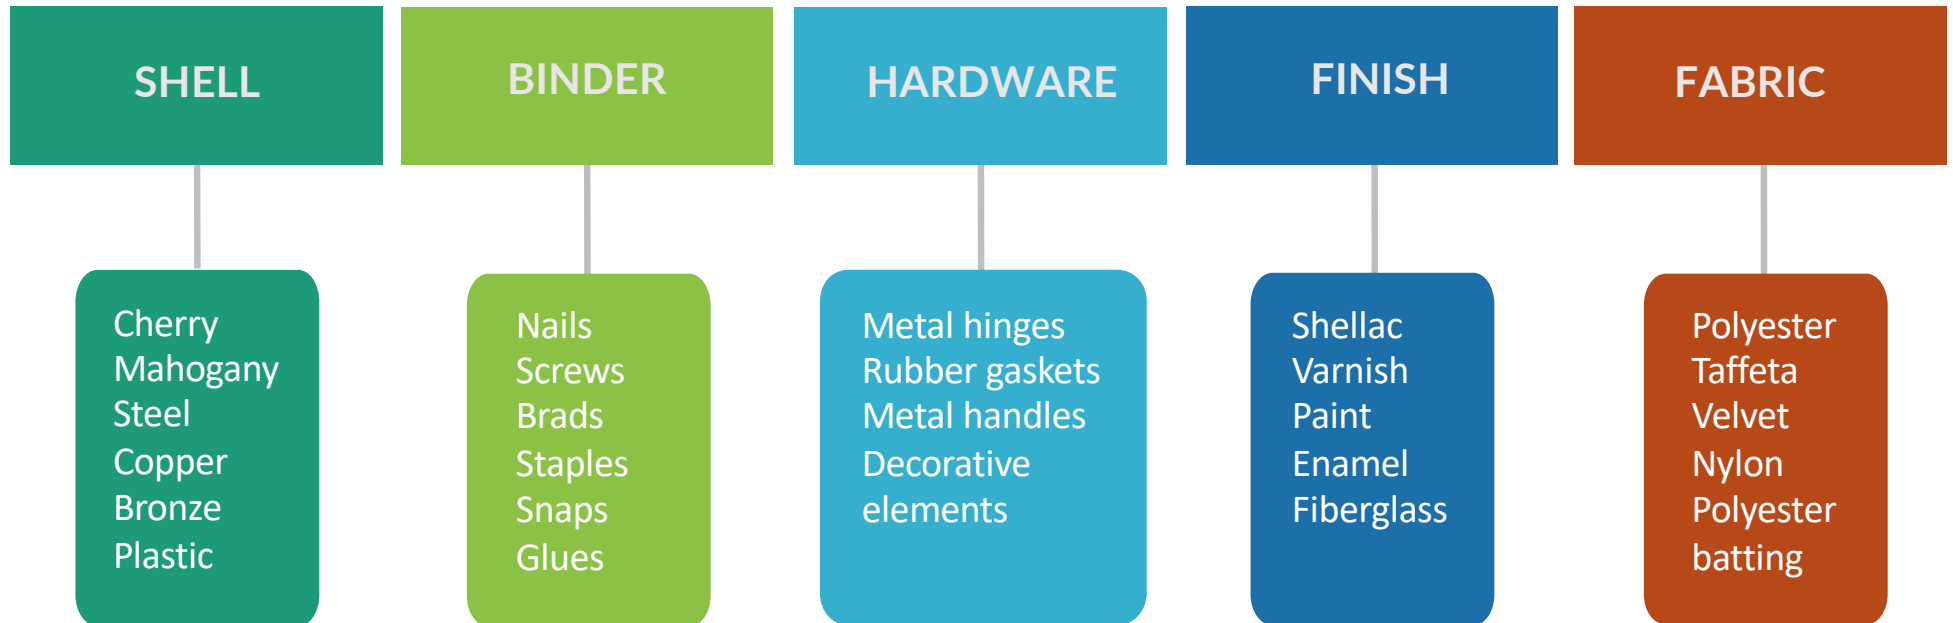 SHELL
BINDER
HARDWARE
FINISH
FABRIC
Cherry
Mahogany
Steel
Copper
Bronze
Plastic
Nails
Screws
Brads
Staples
Snaps
Glues
Metal hinges
Rubber gaskets
Metal handles
Decorative
elements
Shellac
Varnish
Paint
Enamel
Fiberglass
Polyester
Taffeta
Velvet
Nylon
Polyester
batting